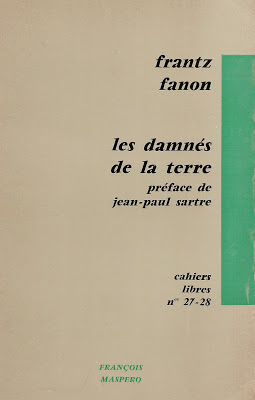 frantz
fanon
les damnés
de la terre
préface de
jean-paul sartre
cahiers
libres
nos 27-28
FRANÇOIS
MASPERO